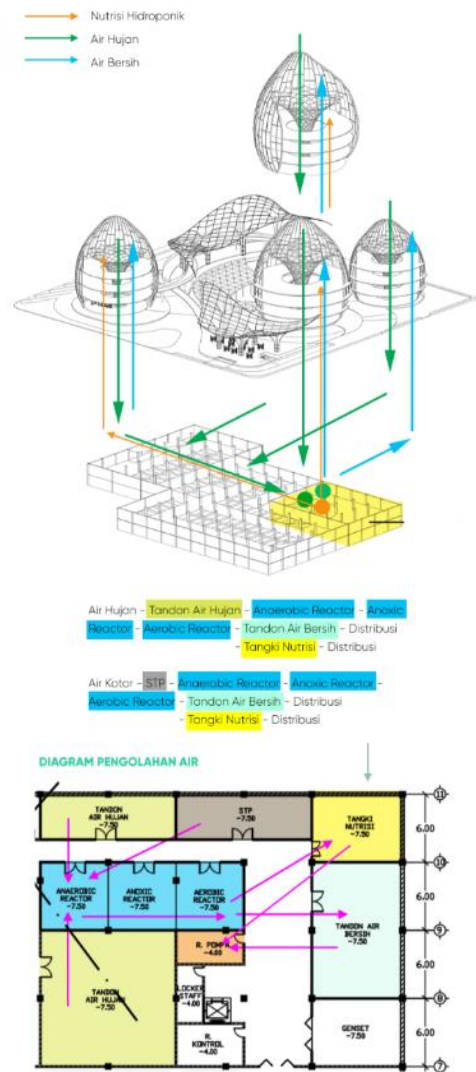 Nutrisi Hidroponik
Air Hujan
Air Bersih
Air Hujan - Tandon Air Hujan - Anaerobic Reactor - Anoxic
Reactor - Aerobic Reactor - Tandon Air Bersih - Distribusi
- Tangki Nutrisi - Distribusi
Air Kotor - STP - Anaerobic Reactor - Anoxic Reactor -
Aerobic Reactor - Tandon Air Bersih - Distribusi
- Tangki Nutrisi - Distribusi
DIAGRAM PENGOLAHAN AIR
TANDON
AIR HUJAN
-7.50
STP
-7.50
TANGKI
NUTRISI
-7.50
11
6.00
10
ANAEROBIC
REACTOR
-7.50
ANOXIC
REACTOR
-7.50
AEROBIC
REACTOR
-7.50
TANDON AIR
BERSIH
-7.50
6.00
9
R. POMPA
-4.00
TANDON
AIR HUJAN
-7.50
LOCKER
STAFF
-4.00
6.00
8
R.
KONTROL
-4.00
GENSET
-7.50
6.00
7